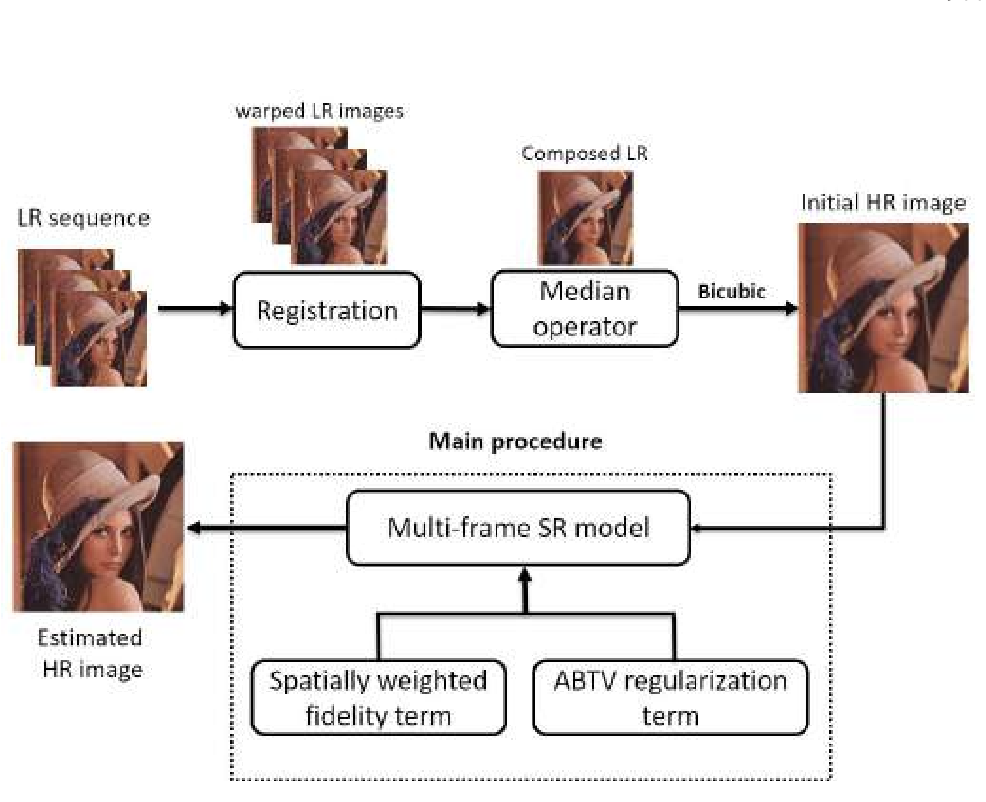 warped LR images
Composed LR
Initial HR image
LR sequence
Registration
Median
operator
Bicubic
Main procedure
Multi-frame SR model
Estimated
HR image
Spatially weighted
fidelity term
ABTV regularization
term